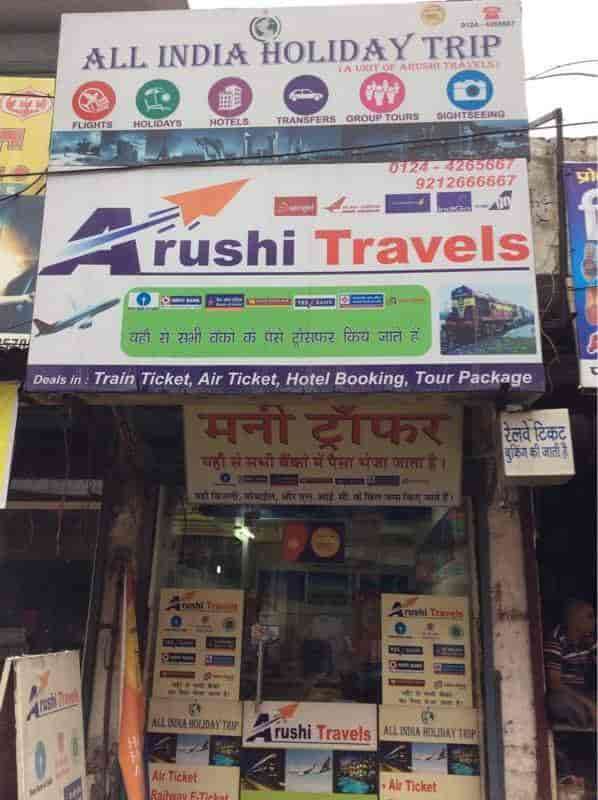 0124-4265667
ALL INDIA HOLIDAY TRIP
(A UNIT OF ARUSHI TRAVELS)
FLIGHTS HOLIDAYS HOTELS TRANSFERS GROUP TOURS SIGHTSEEING
0124 - 4265667
9212666667
Arushi Travels
YES BANK
यहाँ से सभी बैंकों के पैसे ट्रांसफर किये जाते हैं
Deals in : Train Ticket, Air Ticket, Hotel Booking, Tour Package
मनी ट्राँफर
यहाँ से सभी बैंकों में पैसा भेजा जाता है।
रेलवे टिकट
बुकिंग की जाती है
Arushi Travels
Arushi Travels
Arushi Travels
ALL INDIA HOLIDAY TRIP
Arushi Travels
ALL INDIA HOLIDAY TRIP
Air Ticket
Railway E-Ticket
Air Ticket